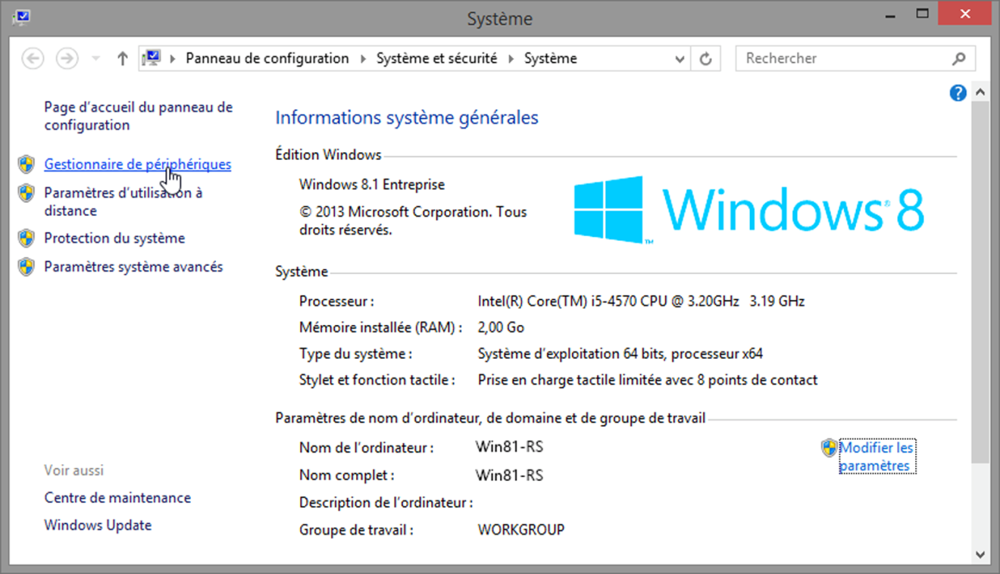 Système
Panneau de configuration
Système et sécurité
Système
Rechercher
Page d'accueil du panneau de
configuration
Gestionnaire de périphériques
Paramètres d'utilisation à
distance
Protection du système
Paramètres système avancés
Voir aussi
Centre de maintenance
Windows Update
Informations système générales
Édition Windows
Windows 8.1 Entreprise
© 2013 Microsoft Corporation. Tous
droits réservés.
Windows® 8
™
Système
Processeur : Intel(R) Core(TM) i5-4570 CPU @ 3.20GHz 3.19 GHz
Mémoire installée (RAM) : 2,00 Go
Type du système : Système d'exploitation 64 bits, processeur x64
Stylet et fonction tactile : Prise en charge tactile limitée avec 8 points de contact
Paramètres de nom d'ordinateur, de domaine et de groupe de travail
Nom de l'ordinateur : Win81-RS
Nom complet : Win81-RS
Description de l'ordinateur :
Groupe de travail : WORKGROUP
Modifier les
paramètres